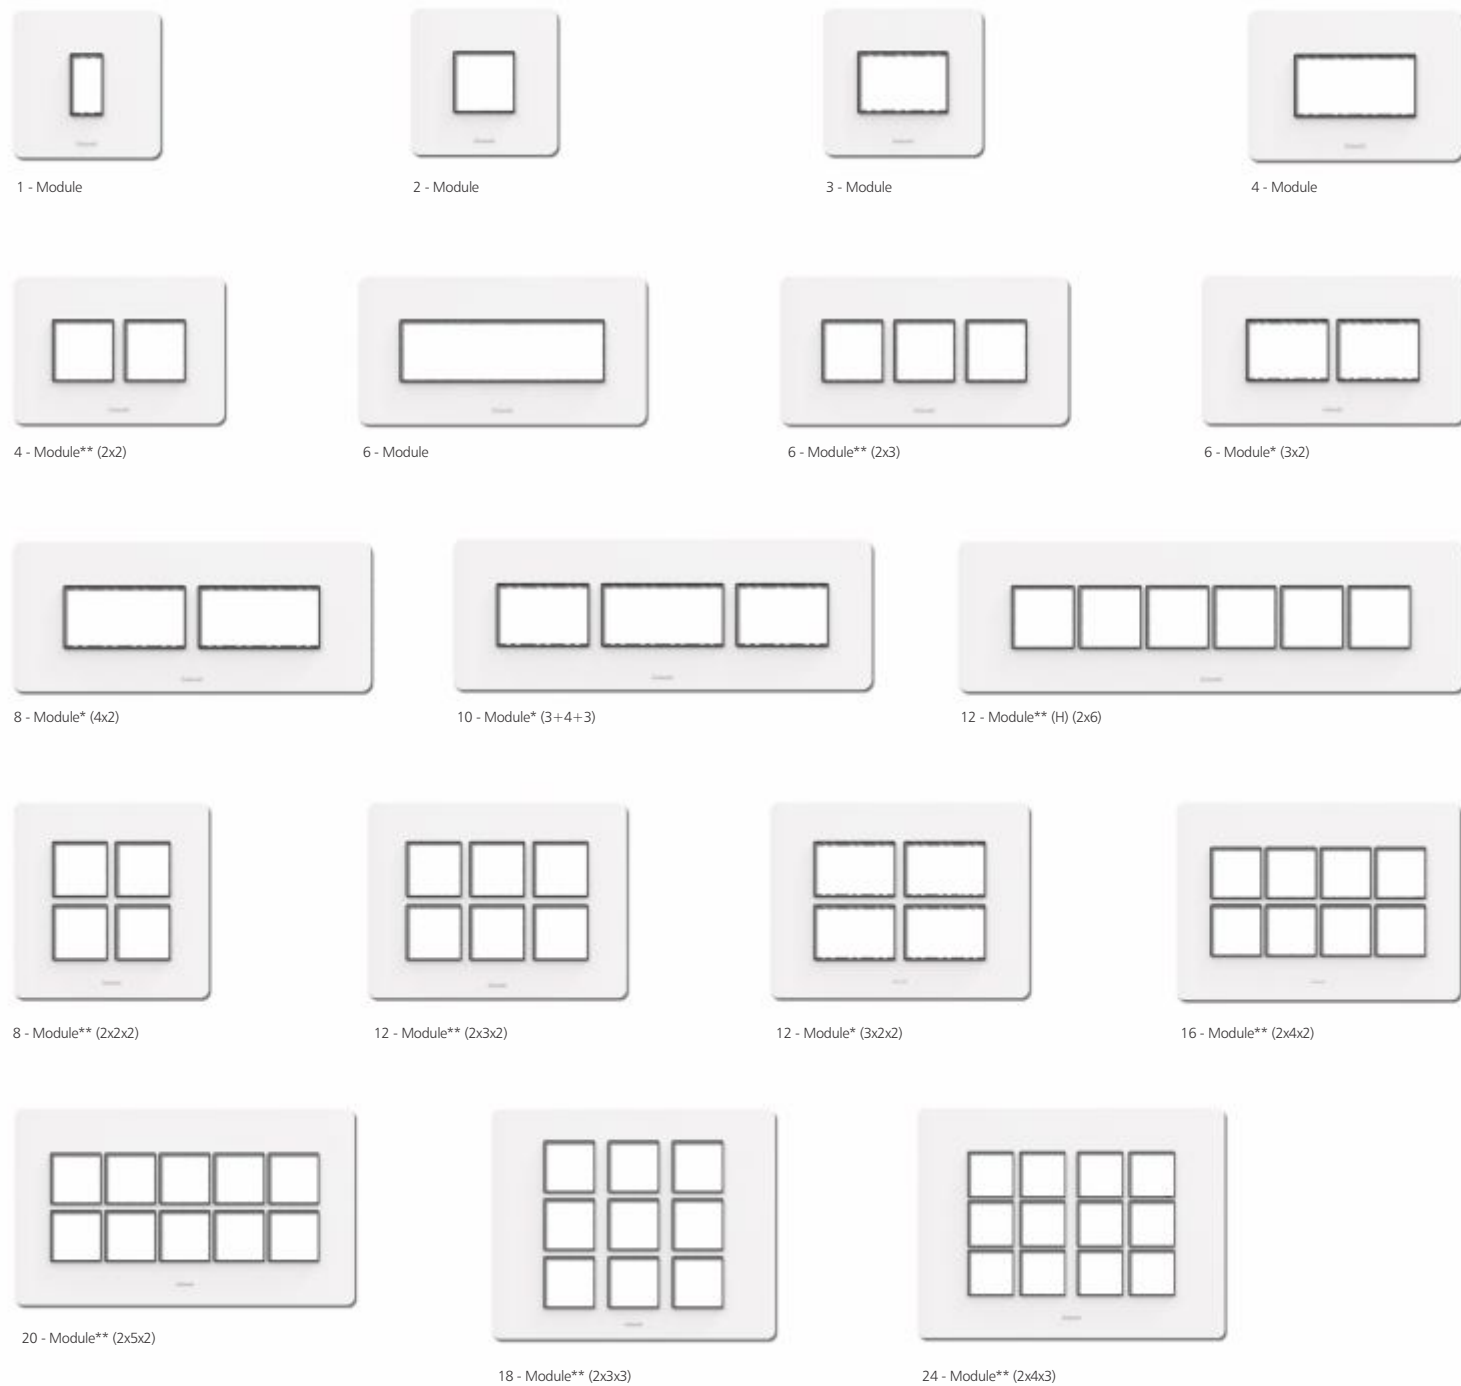 1 - Module
2 - Module
3 - Module
4 - Module
4 - Module** (2x2)
6 - Module
6 - Module** (2x3)
6 - Module* (3x2)
8 - Module* (4x2)
10 - Module* (3+4+3)
12 - Module** (H) (2x6)
8 - Module** (2x2x2)
12 - Module** (2x3x2)
12 - Module* (3x2x2)
16 - Module** (2x4x2)
20 - Module** (2x5x2)
18 - Module** (2x3x3)
24 - Module** (2x4x3)